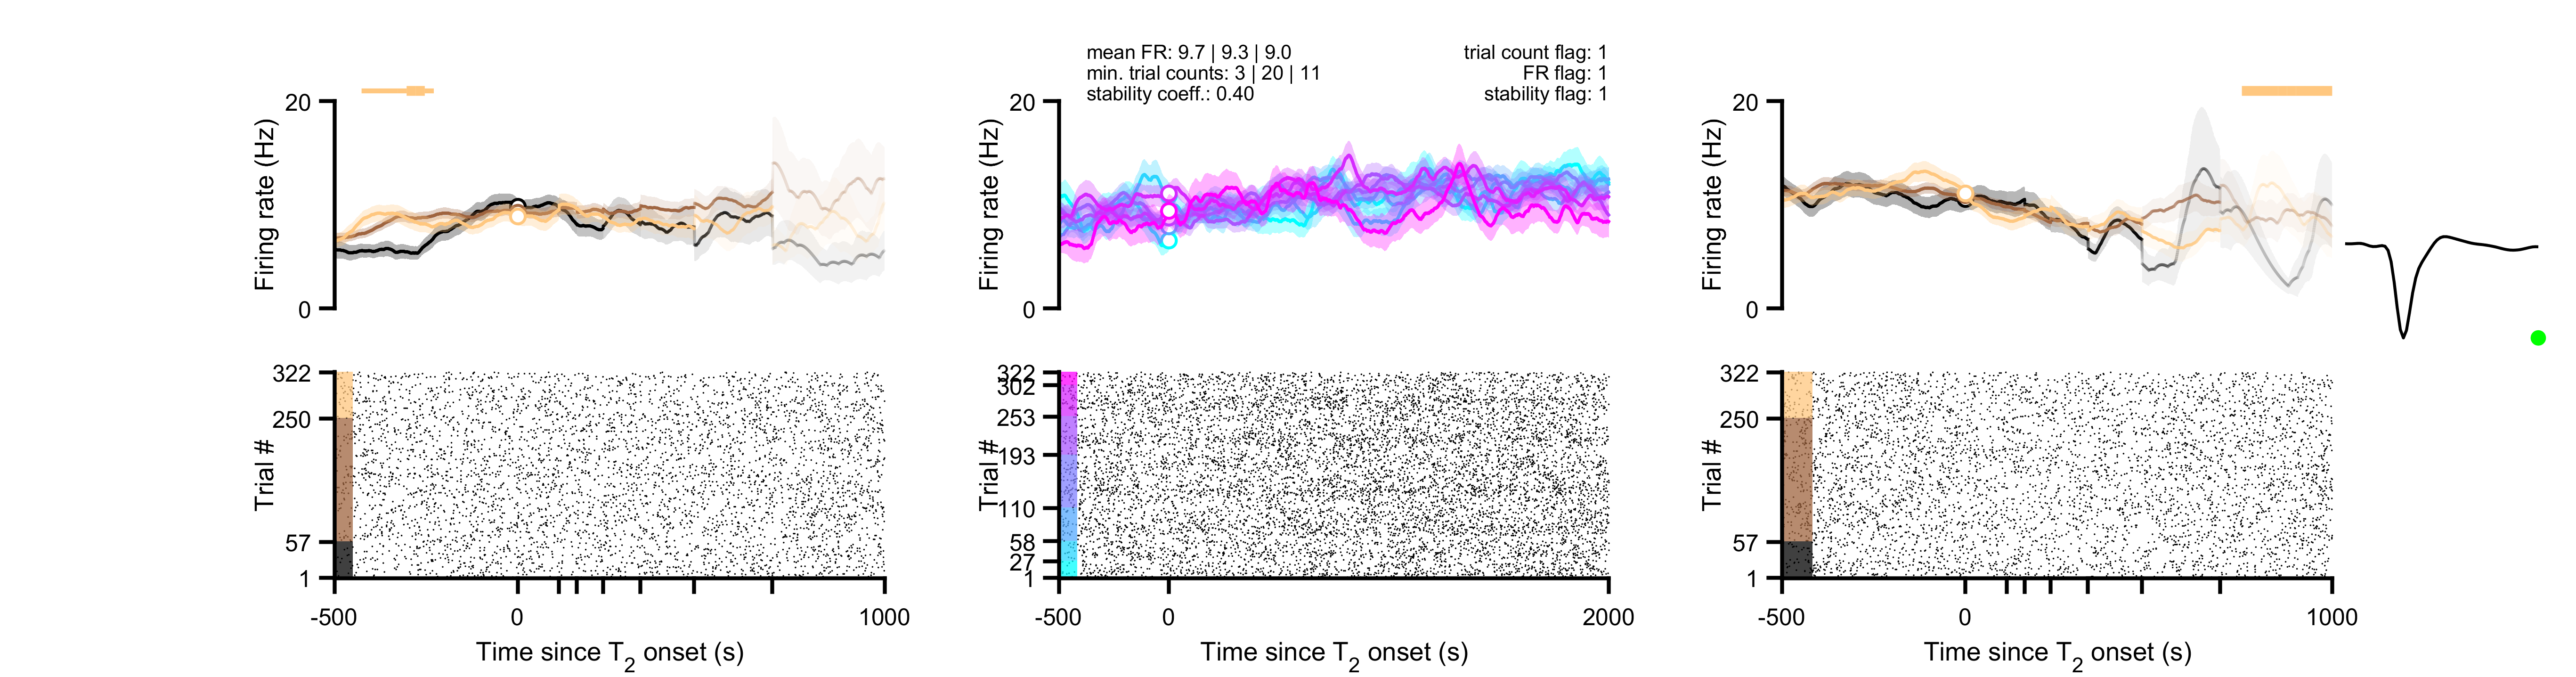 mean FR: 9.7 | 9.3 | 9.0
min. trial counts: 3 | 20 | 11
stability coeff.: 0.40
trial count flag: 1
FR flag: 1
stability flag: 1
20
0
Firing rate (Hz)
20
0
Firing rate (Hz)
20
0
Firing rate (Hz)
322
250
57
1
Trial #
-500
0
1000
Time since T2 onset (s)
322
302
253
193
110
58
27
1
Trial #
-500
0
2000
Time since T2 onset (s)
322
250
57
1
Trial #
-500
0
1000
Time since T2 onset (s)